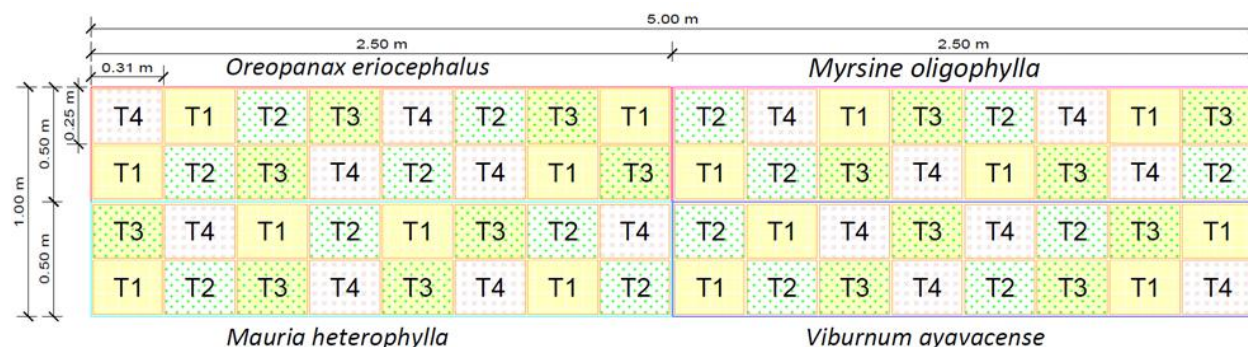 5.00 m
2.50 m 2.50 m
0.31 m Oreopanax eriocephalus Myrsine oligophylla
T4 T1 T2 T3 T4 T2 T3 T1 T2 T4 T1 T3 T2 T4 T1 T3
0.25 m
0.50 m
T1 T2 T3 T4 T2 T4 T1 T3 T1 T2 T3 T4 T1 T3 T4 T2
1.00 m
T3 T4 T1 T2 T1 T3 T2 T4 T2 T1 T4 T3 T4 T2 T3 T1
0.50 m
T1 T2 T3 T4 T3 T4 T1 T2 T1 T2 T3 T4 T2 T3 T1 T4
Mauria heterophylla Viburnum ayavacense